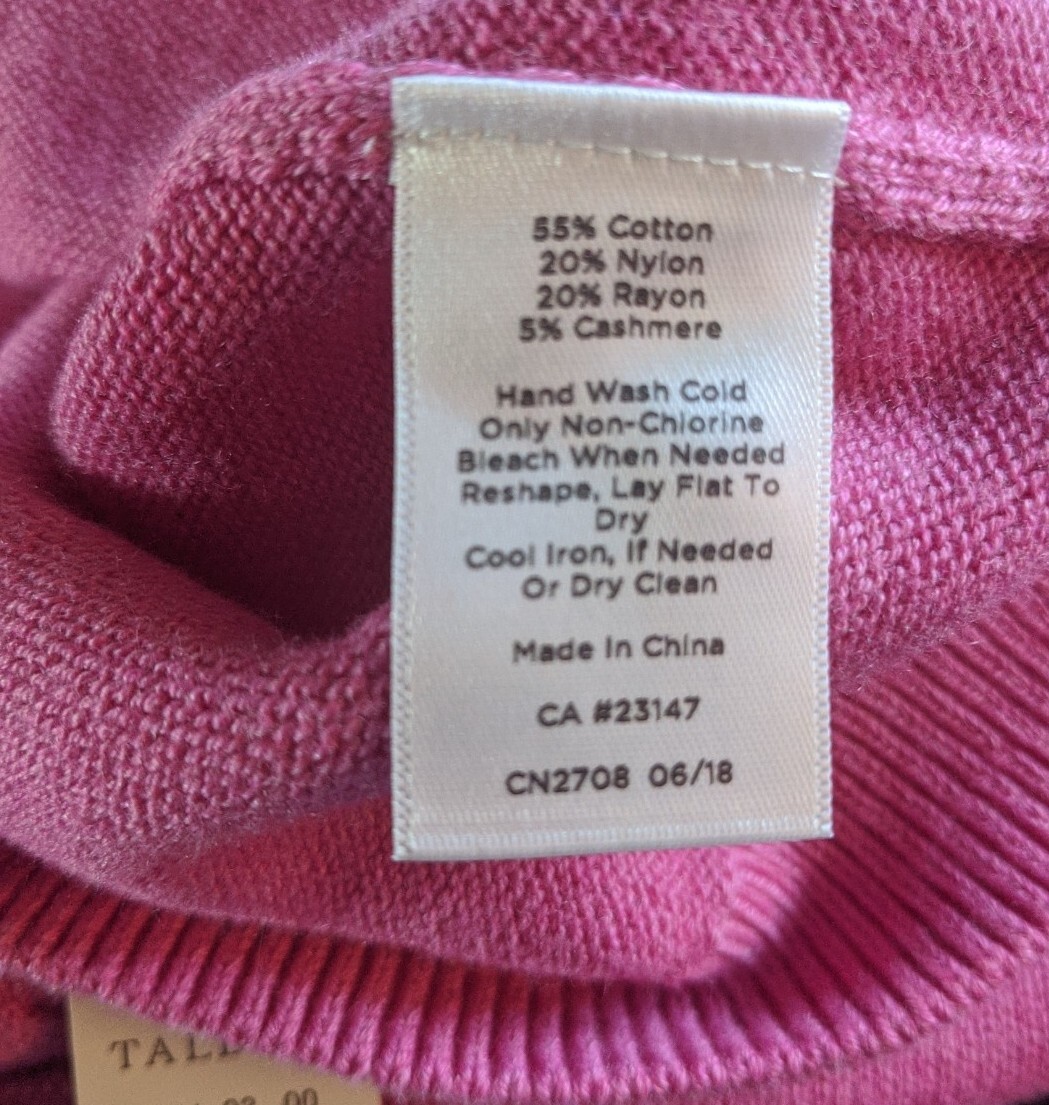 55% Cotton
20% Nylon
20% Rayon
5% Cashmere
Hand Wash Cold
Only Non-Chlorine
Bleach When Needed
Reshape, Lay Flat To
Dry
Cool Iron, If Needed
Or Dry Clean
Made In China
CA #23147
CN2708 06/18